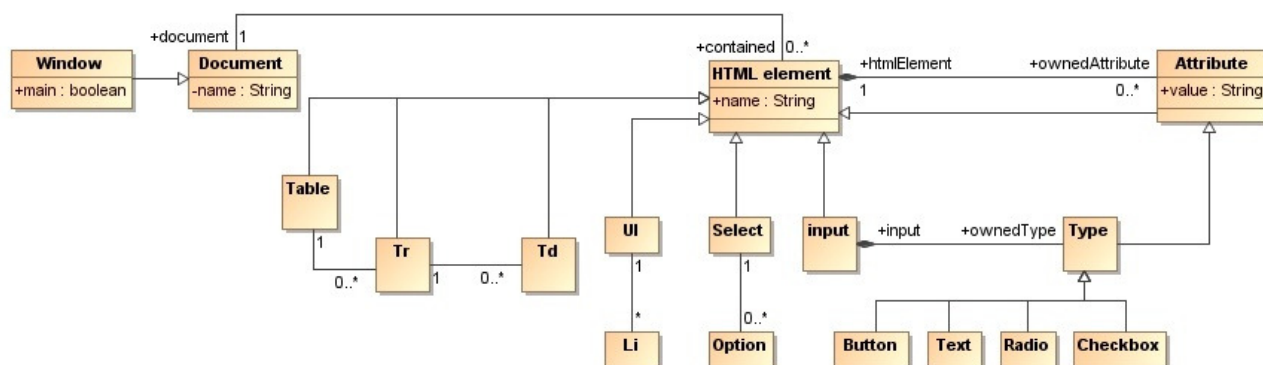 +document 1
+contained 0..*
Window
+main : boolean
Document
-name : String
HTML element
+name : String
+htmlElement
1
+ownedAttribute
0..*
Attribute
+value : String
Table
1
0..*
Tr
1
0..*
Td
Ul
1
*
Li
Select
1
0..*
Option
input
+input
+ownedType
Type
Button
Text
Radio
Checkbox